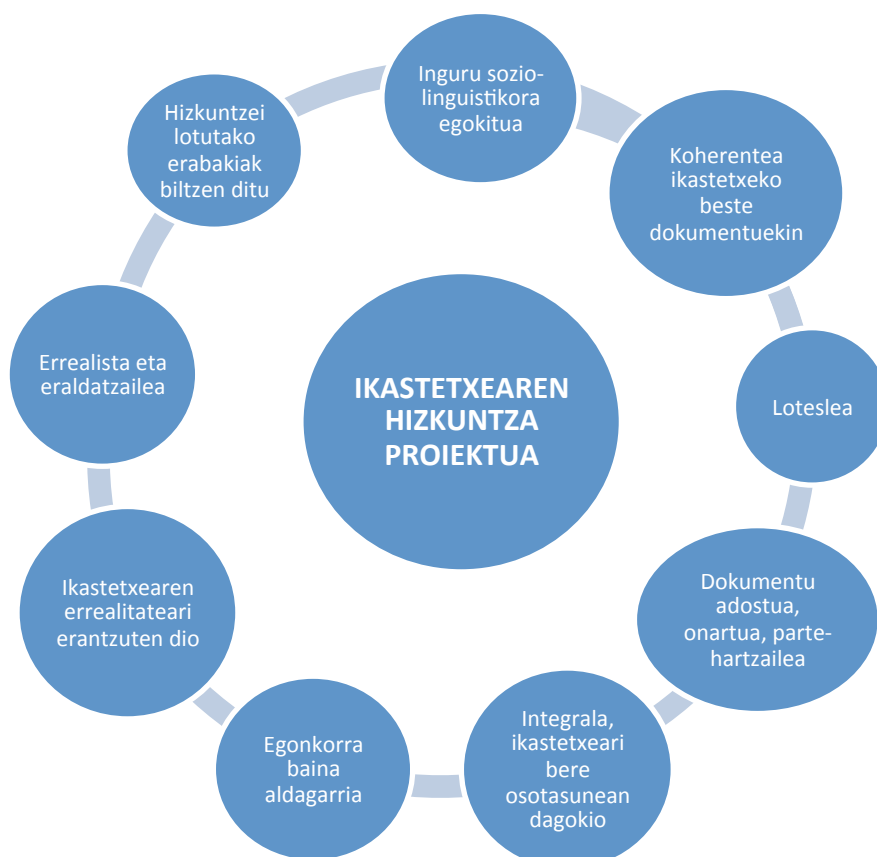 Inguru sozio-
linguistikora
egokitua
Koherentea
ikastetxeko
beste
dokumentuekin
Loteslea
Dokumentu
adostua,
onartua, parte-
hartzailea
Integrala,
ikastetxeari
bere
osotasunean
dagokio
Egonkorra
baina
aldagarria
Ikastetxearen
errealitateari
erantzuten dio
Errealista eta
eraldatzailea
Hizkuntzei
lotutako
erabakiak
biltzen ditu
IKASTETXEAREN
HIZKUNTZA
PROIEKTUA